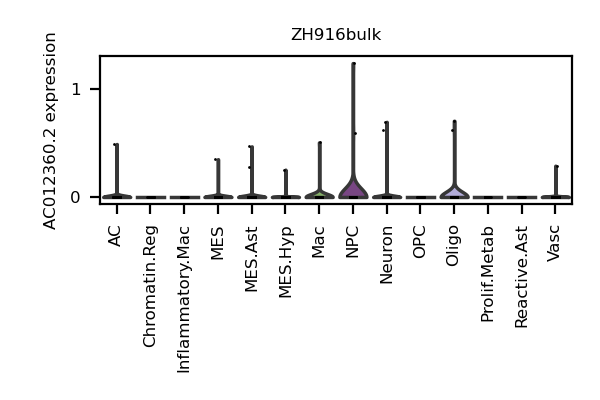 ZH916bulk
AC012360.2 expression
1
0
AC
Chromatin.Reg
Inflammatory.Mac
MES
MES.Ast
MES.Hyp
Mac
NPC
Neuron
OPC
Oligo
Prolif.Metab
Reactive.Ast
Vasc